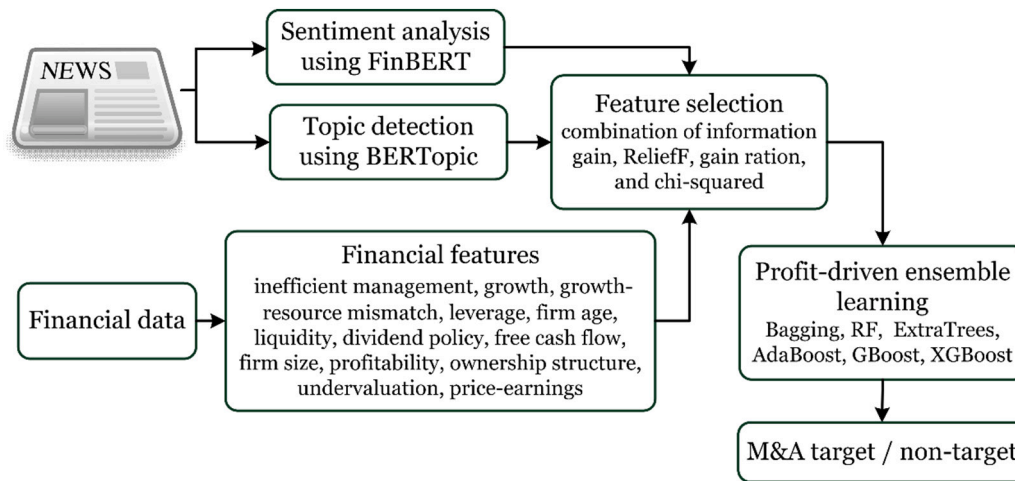 NEWS
Sentiment analysis
using FinBERT
Topic detection
using BERTopic
Feature selection
combination of information
gain, ReliefF, gain ration,
and chi-squared
Financial data
Financial features
inefficient management, growth, growth-
resource mismatch, leverage, firm age,
liquidity, dividend policy, free cash flow,
firm size, profitability, ownership structure,
undervaluation, price-earnings
Profit-driven ensemble
learning
Bagging, RF, ExtraTrees,
AdaBoost, GBoost, XGBoost
M&A target / non-target